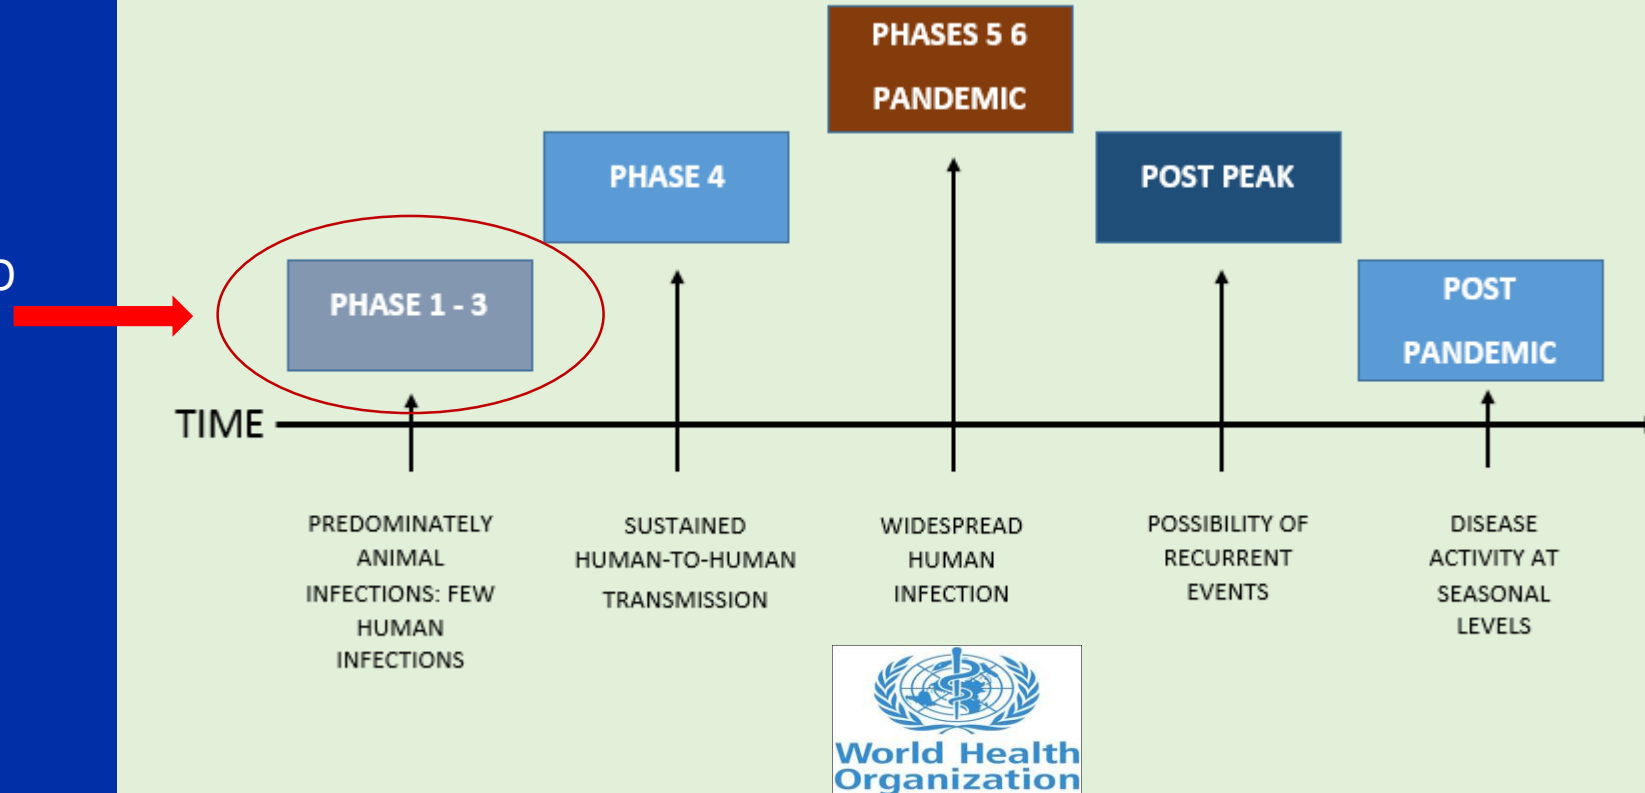 PHASES 5 6
PANDEMIC
PHASE 4
POST PEAK
PHASE 1 - 3
POST
PANDEMIC
TIME
PREDOMINATELY
ANIMAL
INFECTIONS: FEW
HUMAN
INFECTIONS
SUSTAINED
HUMAN-TO-HUMAN
TRANSMISSION
WIDESPREAD
HUMAN
INFECTION
POSSIBILITY OF
RECURRENT
EVENTS
DISEASE
ACTIVITY AT
SEASONAL
LEVELS
World Health
Organization